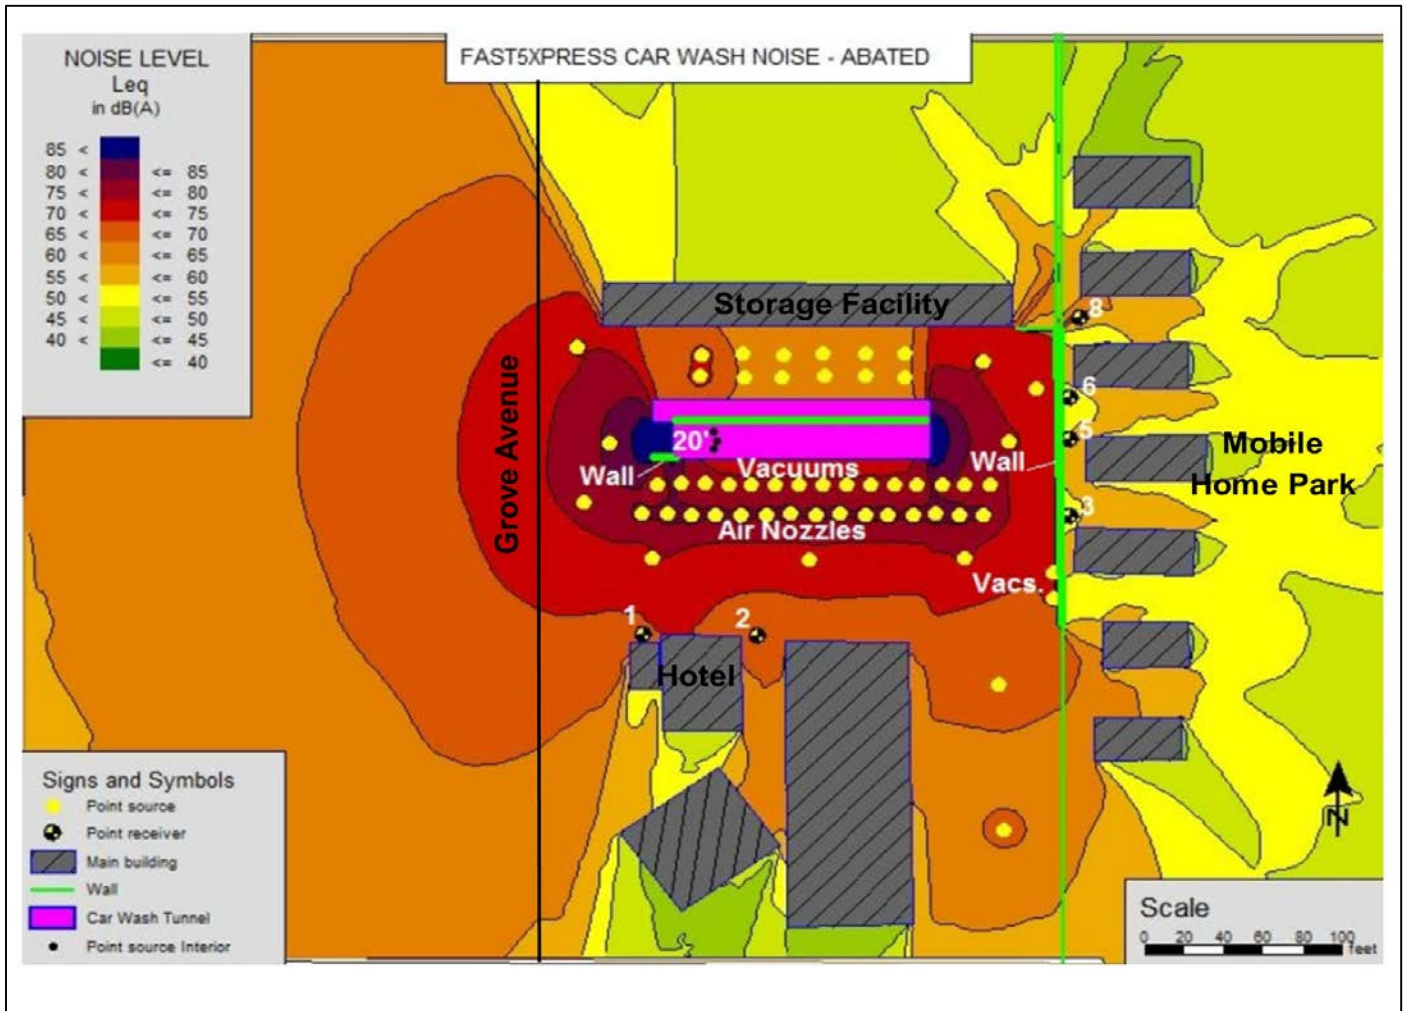 FAST5XPRESS CAR WASH NOISE - ABATED
NOISE LEVEL
Leq
in dB(A)
85 <
80 < <= 85
75 < <= 80
70 < <= 75
65 < <= 70
60 < <= 65
55 < <= 60
50 < <= 55
45 < <= 50
40 < <= 45
<= 40
Storage Facility
8
Grove Avenue
6
5
20'
Wall
Vacuums
Wall
Mobile
Home Park
3
Air Nozzles
Vacs.
1
2
Hotel
Signs and Symbols
Point source
Point receiver
Main building
Wall
Car Wash Tunnel
Point source Interior
N
Scale
0 20 40 60 80 100
feet